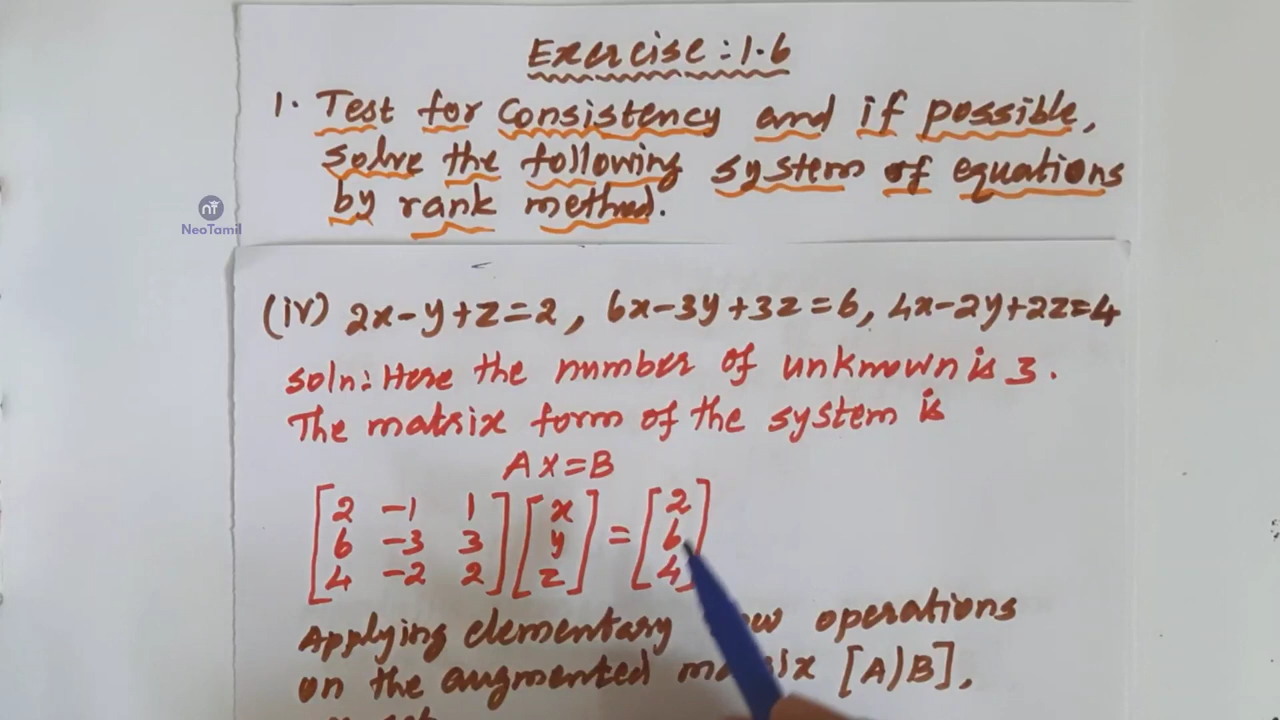 Exercise: 1.6
1. Test for Consistency and if possible,
solve the following system of equations
by rank method.
NeoTamil
(iv) 2x-y+z=2, 6x-3y+3z=6, 4x-2y+2z=4
Soln: Here the number of unknown is 3.
The matrix form of the system is
AX=B
[2 -1 1] [x] = [2]
[6 -3 3] [y] [6]
[4 -2 2] [z] [4]
Applying elementary operations
on the augmented matrix [A|B],